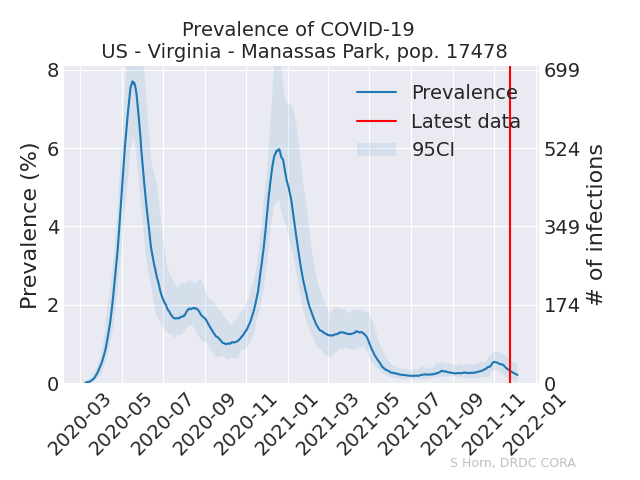 Prevalence of COVID-19
US - Virginia - Manassas Park, pop. 17478
Prevalence (%)
8
6
4
2
0
Prevalence
Latest data
95CI
699
524
349
174
0
# of infections
2020-03
2020-05
2020-07
2020-09
2020-11
2021-01
2021-03
2021-05
2021-07
2021-09
2021-11
2022-01
S Horn, DRDC CORA